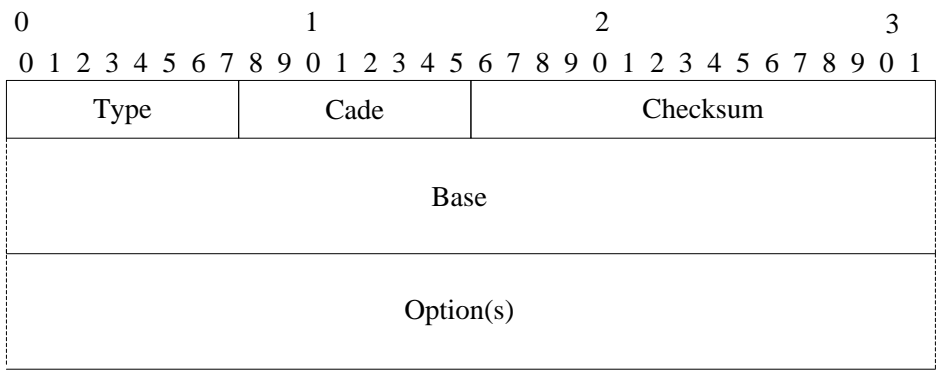 0 1 2 3
0 1 2 3 4 5 6 7 8 9 0 1 2 3 4 5 6 7 8 9 0 1 2 3 4 5 6 7 8 9 0 1
Type Cade Checksum
Base
Option(s)